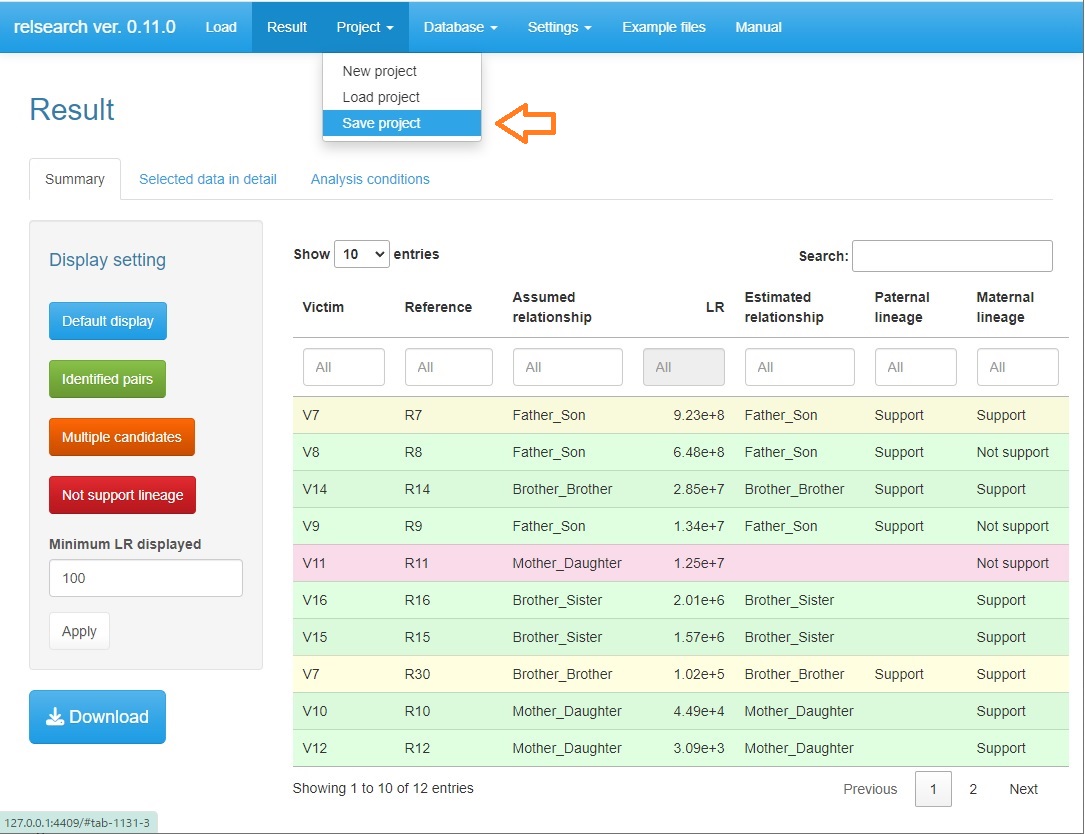 relsearch ver. 0.11.0 Load Result Project Database Settings Example files Manual
New project
Load project
Save project
Result
Summary Selected data in detail Analysis conditions
Display setting
Default display
Identified pairs
Multiple candidates
Not support lineage
Minimum LR displayed
100
Apply
Download
Show 10 entries Search:
Victim Reference Assumed relationship LR Estimated relationship Paternal lineage Maternal lineage
All All All All All All All
V7 R7 Father_Son 9.23e+8 Father_Son Support Support
V8 R8 Father_Son 6.48e+8 Father_Son Support Not support
V14 R14 Brother_Brother 2.85e+7 Brother_Brother Support Support
V9 R9 Father_Son 1.34e+7 Father_Son Support Not support
V11 R11 Mother_Daughter 1.25e+7 Not support
V16 R16 Brother_Sister 2.01e+6 Brother_Sister Support
V15 R15 Brother_Sister 1.57e+6 Brother_Sister Support
V7 R30 Brother_Brother 1.02e+5 Brother_Brother Support Support
V10 R10 Mother_Daughter 4.49e+4 Mother_Daughter Support
V12 R12 Mother_Daughter 3.09e+3 Mother_Daughter Support
Showing 1 to 10 of 12 entries Previous 1 2 Next
127.0.0.1:4409/#tab-1131-3